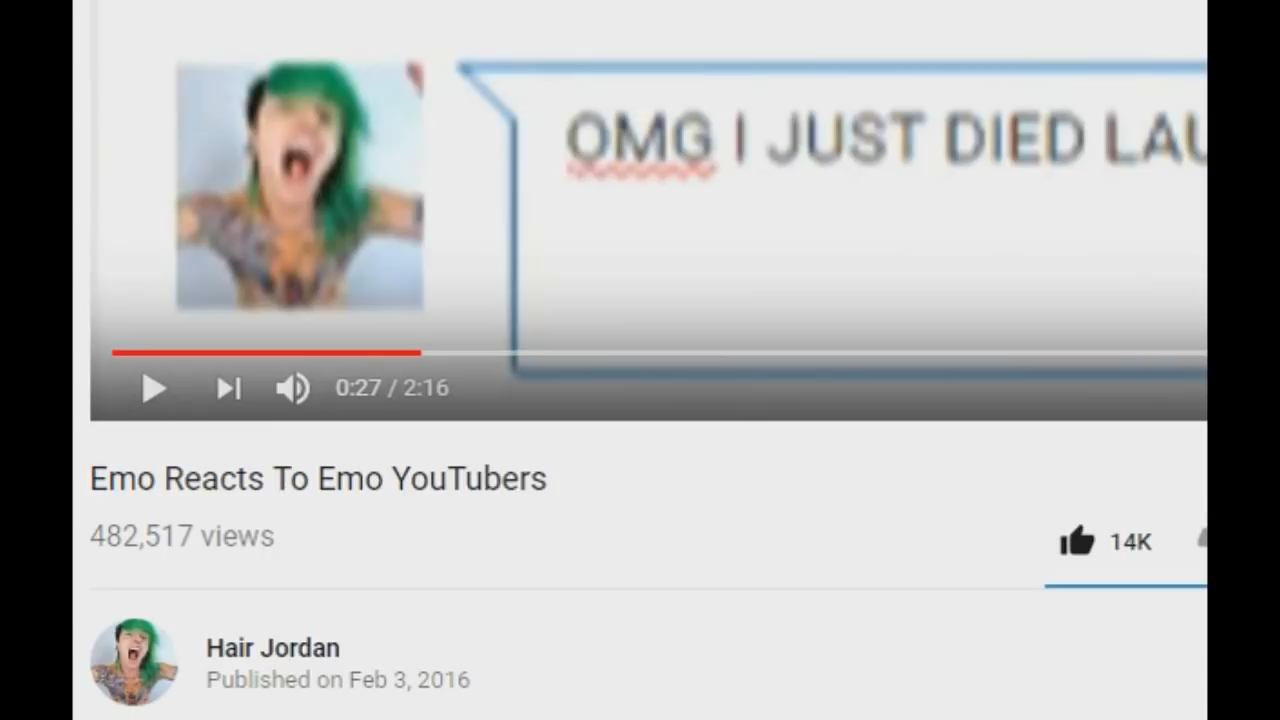 OMG I JUST DIED
0:27 / 2:16
Emo Reacts To Emo YouTubers
482,517 views
14K
Hair Jordan
Published on Feb 3, 2016